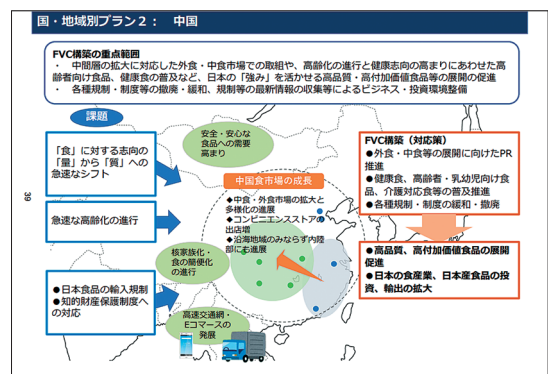 国・地域別プラン２： 中国
FVC構築の重点範囲
・ 中間層の拡大に対応した外食・中食市場での取組や、高齢化の進行と健康志向の高まりにあわせた高
齢者向け食品、健康食の普及など、日本の「強み」を活かせる高品質・高付加価値食品等の展開の促進
・ 各種規制・制度等の撤廃・緩和、規制等の最新情報の収集等によるビジネス・投資環境整備
課題
「食」に対する志向の
「量」から「質」への
急速なシフト
急速な高齢化の進行
●日本食品の輸入規制
●知的財産保護制度へ
の対応
安全・安心な
食品への需要
高まり
中国食市場の成長
◆中食・外食市場の拡大と
多様化の進展
◆コンビニエンスストアの
出店増
◆沿海地域のみならず内陸
部にも進展
核家族化・
食の簡便化
の進行
高速交通網・
Eコマースの
発展
FVC構築（対応策）
●外食・中食等の展開に向けたPR
推進
●健康食、高齢者・乳幼児向け食
品、介護対応食等の普及推進
●各種規制・制度の緩和・撤廃
●高品質、高付加価値食品の展開
促進
●日本の食産業、日本産食品の投
資、輸出の拡大
39